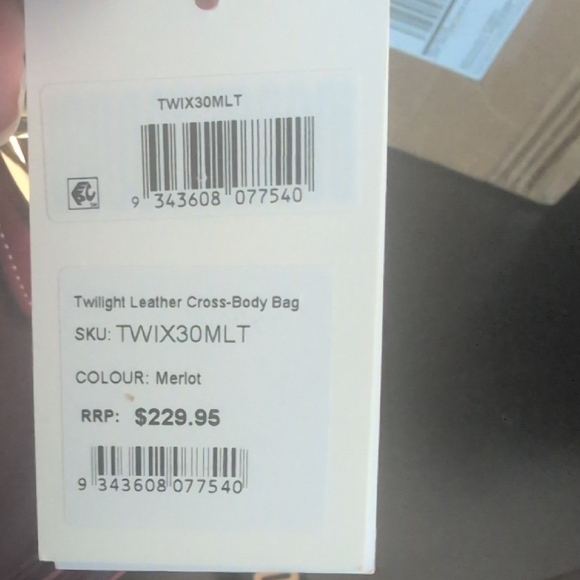 TWIX30MLT
9 343608 077540
Twilight Leather Cross-Body Bag
SKU: TWIX30MLT
COLOUR: Merlot
RRP: $229.95
9 343608 077540